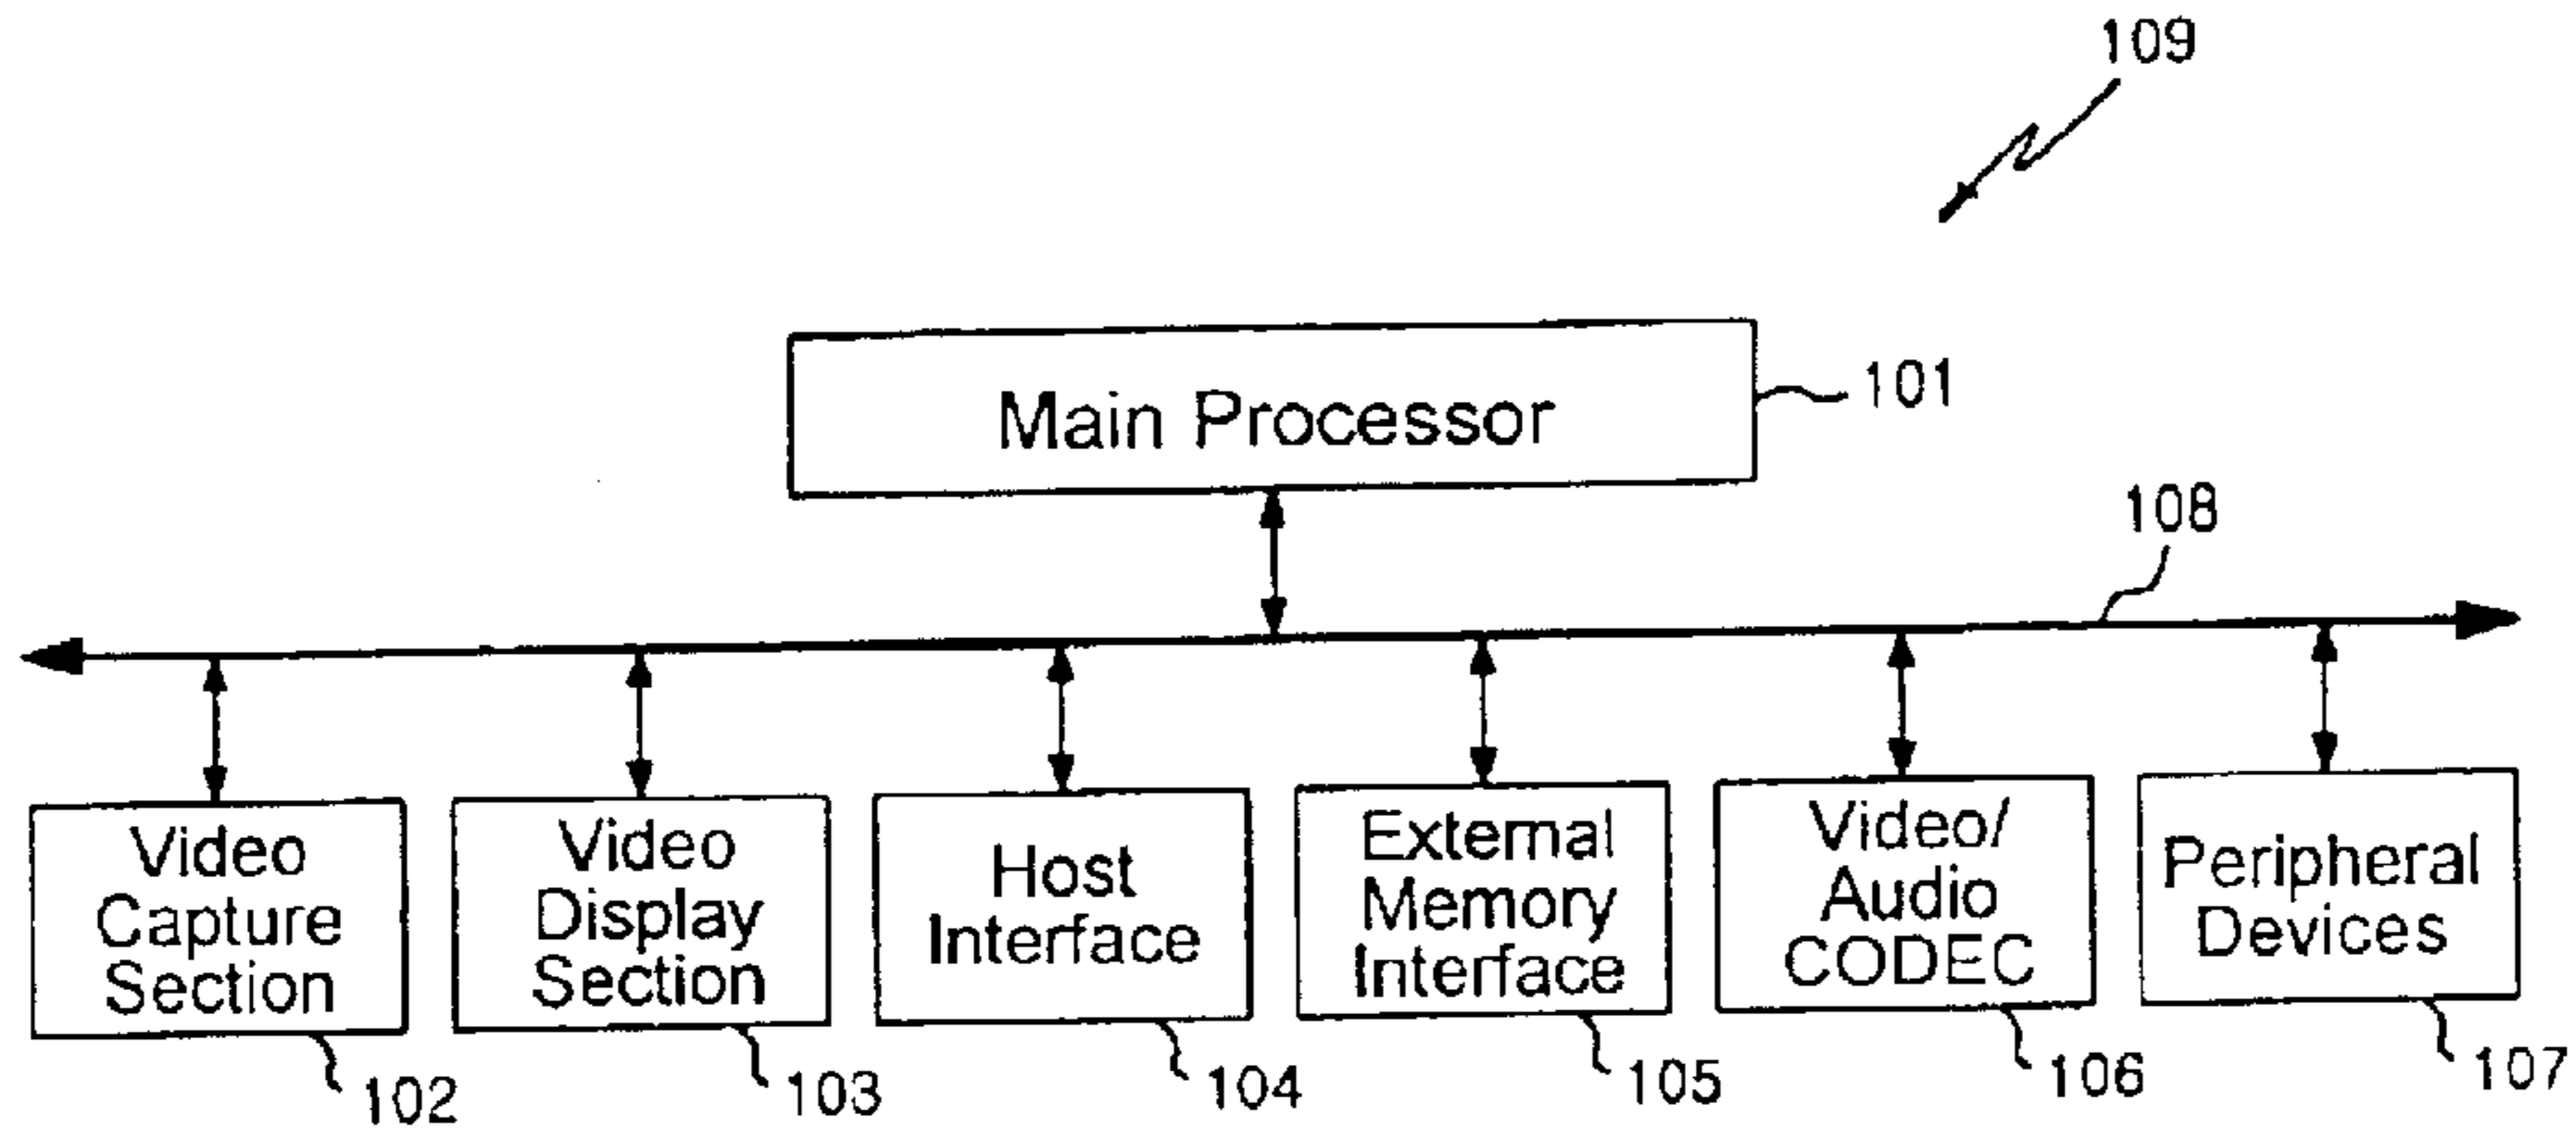 109
Main Processor
101
108
Video
Capture
Section
102
Video
Display
Section
103
Host
Interface
104
External
Memory
Interface
105
Video/
Audio
CODEC
106
Peripheral
Devices
107